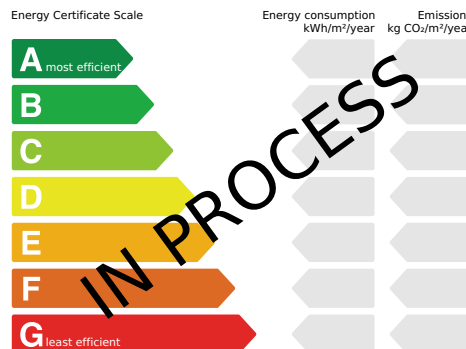 Energy Certificate Scale
Energy consumption
kWh/m²/year
Emission
kg CO₂/m²/year
A most efficient
B
C
D
E
F
G least efficient
IN PROCESS